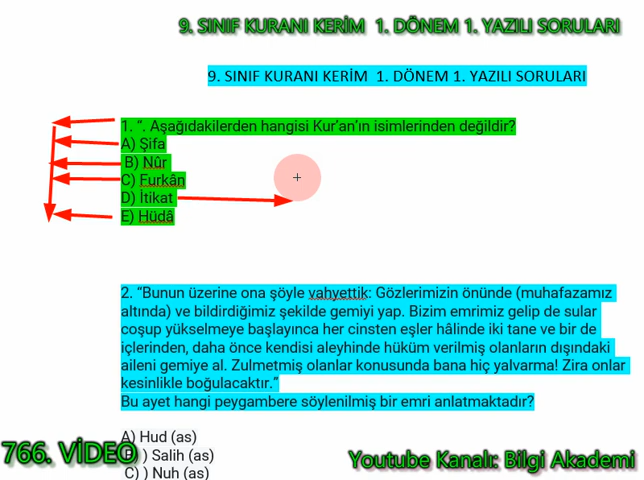 9. SINIF KURANI KERİM 1. DÖNEM 1. YAZILI SORULARI
9. SINIF KURANI KERİM 1. DÖNEM 1. YAZILI SORULARI
1. “. Aşağıdakilerden hangisi Kur’an’ın isimlerinden değildir?
A) Şifa
B) Nûr
C) Furkân
D) İtikat
E) Hüdâ
2. “Bunun üzerine ona şöyle vahyettik: Gözlerimizin önünde (muhafazamız
altında) ve bildirdiğimiz şekilde gemiyi yap. Bizim emrimiz gelip de sular
coşup yükselmeye başlayınca her cinsten eşler hâlinde iki tane ve bir de
içlerinden, daha önce kendisi aleyhinde hüküm verilmiş olanların dışındaki
aileni gemiye al. Zulmetmiş olanlar konusunda bana hiç yalvarma! Zira onlar
kesinlikle boğulacaktır.”
Bu ayet hangi peygambere söylenilmiş bir emri anlatmaktadır?
A) Hud (as)
B) ) Salih (as)
C) ) Nuh (as)
766. VİDEO
Youtube Kanalı: Bilgi Akademi